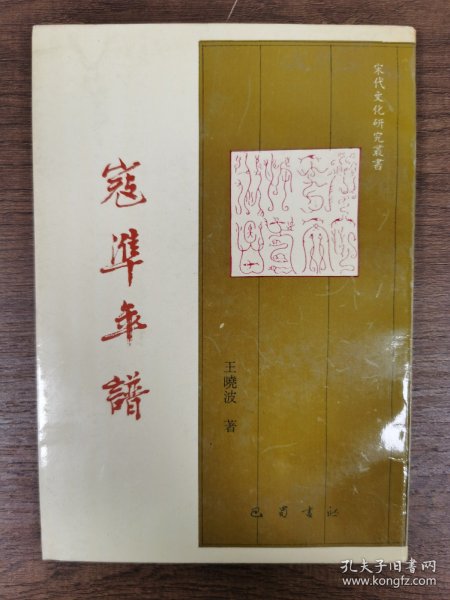 宋代文化研究叢書
寇準年譜
王曉波 著
巴蜀書社
孔夫子旧书网
www.kongfz.com